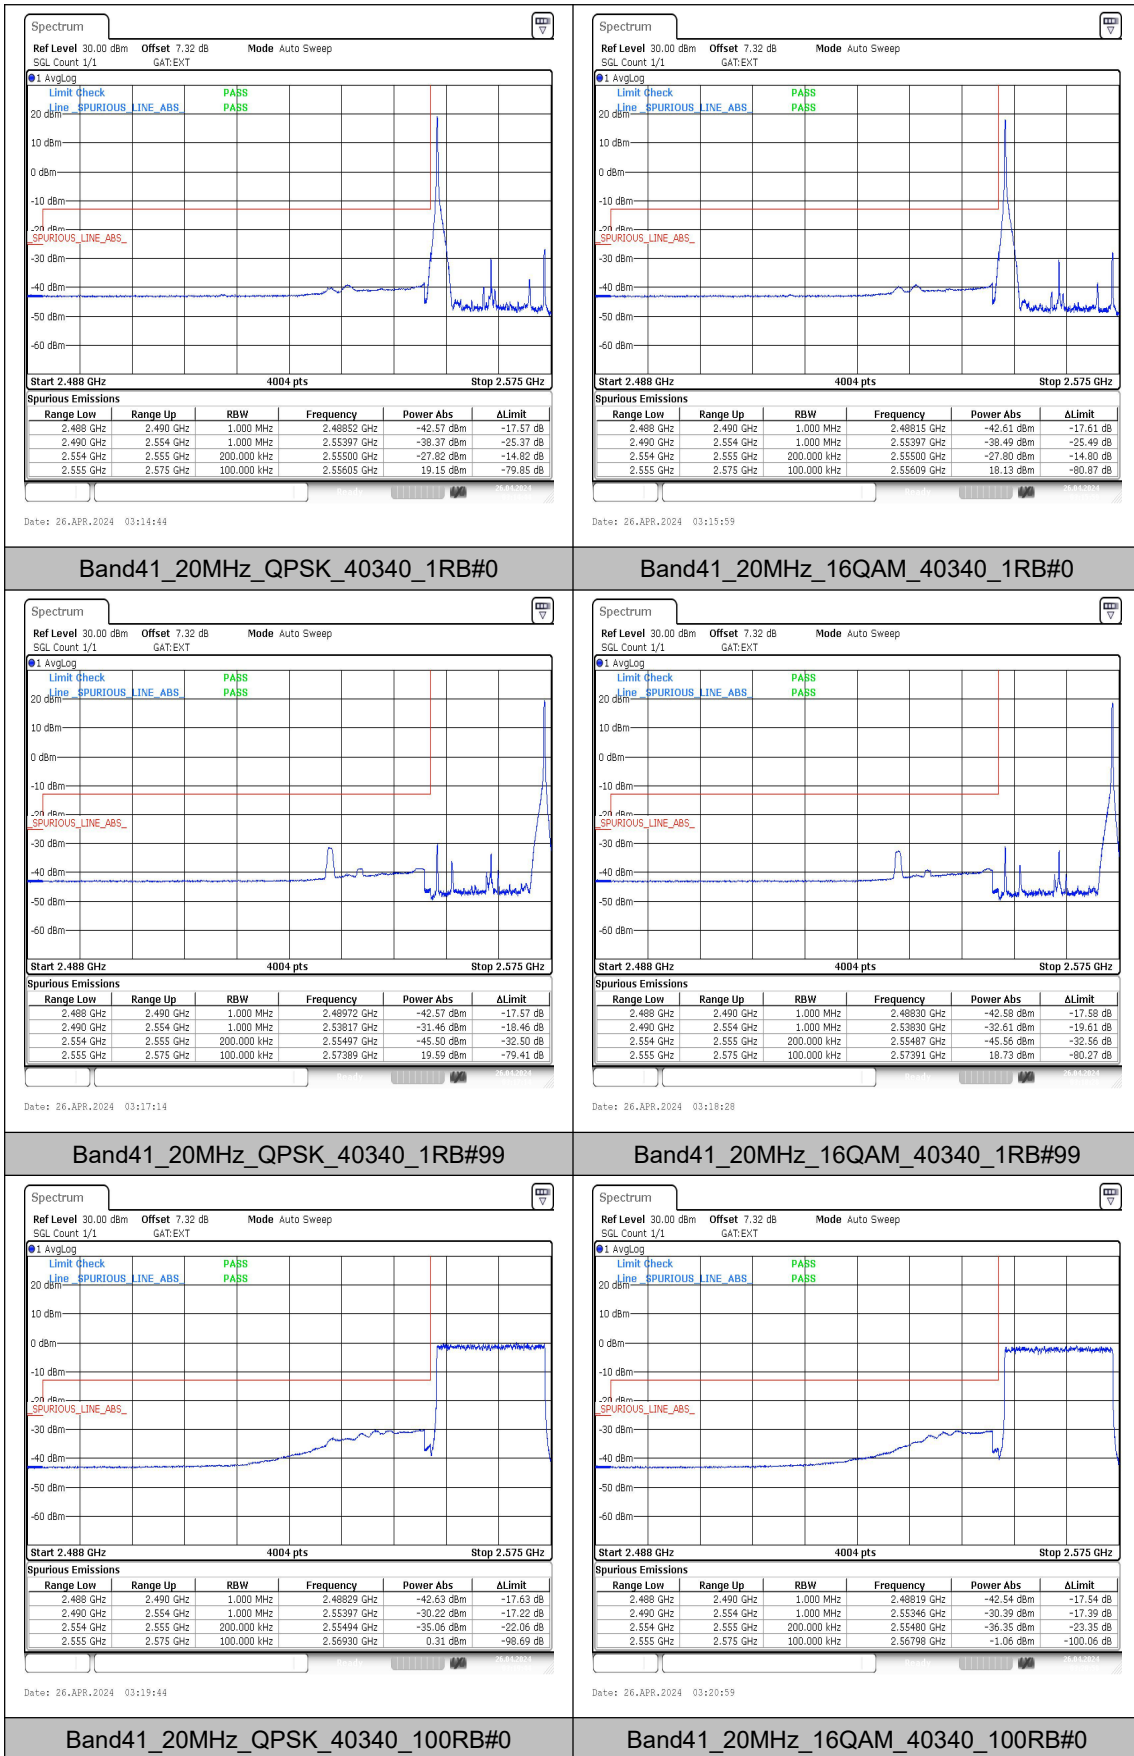 Spectrum
Ref Level 30.00 dBm Offset 7.32 dB Mode Auto Sweep
SGL Count 1/1 GAT:EXT
1 AvgLog
Limit Check PASS
Line _SPURIOUS_LINE_ABS_ PASS
20 dBm
10 dBm
0 dBm
-10 dBm
-20 dBm
_SPURIOUS_LINE_ABS_
-30 dBm
-40 dBm
-50 dBm
-60 dBm
Start 2.488 GHz 4004 pts Stop 2.575 GHz
Spurious Emissions
Range Low Range Up RBW Frequency Power Abs ΔLimit
2.488 GHz 2.490 GHz 1.000 MHz 2.48852 GHz -42.57 dBm -17.57 dB
2.490 GHz 2.554 GHz 1.000 MHz 2.55397 GHz -38.37 dBm -25.37 dB
2.554 GHz 2.555 GHz 200.000 kHz 2.55500 GHz -27.82 dBm -14.82 dB
2.555 GHz 2.575 GHz 100.000 kHz 2.55605 GHz 19.15 dBm -79.85 dB
26.04.2024
Date: 26.APR.2024 03:14:44
Band41_20MHz_QPSK_40340_1RB#0
Spectrum
Ref Level 30.00 dBm Offset 7.32 dB Mode Auto Sweep
SGL Count 1/1 GAT:EXT
1 AvgLog
Limit Check PASS
Line _SPURIOUS_LINE_ABS_ PASS
20 dBm
10 dBm
0 dBm
-10 dBm
-20 dBm
_SPURIOUS_LINE_ABS_
-30 dBm
-40 dBm
-50 dBm
-60 dBm
Start 2.488 GHz 4004 pts Stop 2.575 GHz
Spurious Emissions
Range Low Range Up RBW Frequency Power Abs ΔLimit
2.488 GHz 2.490 GHz 1.000 MHz 2.48815 GHz -42.61 dBm -17.61 dB
2.490 GHz 2.554 GHz 1.000 MHz 2.55397 GHz -38.49 dBm -25.49 dB
2.554 GHz 2.555 GHz 200.000 kHz 2.55500 GHz -27.80 dBm -14.80 dB
2.555 GHz 2.575 GHz 100.000 kHz 2.55609 GHz 18.13 dBm -80.87 dB
26.04.2024
Date: 26.APR.2024 03:15:59
Band41_20MHz_16QAM_40340_1RB#0
Spectrum
Ref Level 30.00 dBm Offset 7.32 dB Mode Auto Sweep
SGL Count 1/1 GAT:EXT
1 AvgLog
Limit Check PASS
Line _SPURIOUS_LINE_ABS_ PASS
20 dBm
10 dBm
0 dBm
-10 dBm
-20 dBm
_SPURIOUS_LINE_ABS_
-30 dBm
-40 dBm
-50 dBm
-60 dBm
Start 2.488 GHz 4004 pts Stop 2.575 GHz
Spurious Emissions
Range Low Range Up RBW Frequency Power Abs ΔLimit
2.488 GHz 2.490 GHz 1.000 MHz 2.48972 GHz -42.57 dBm -17.57 dB
2.490 GHz 2.554 GHz 1.000 MHz 2.53817 GHz -31.46 dBm -18.46 dB
2.554 GHz 2.555 GHz 200.000 kHz 2.55497 GHz -45.50 dBm -32.50 dB
2.555 GHz 2.575 GHz 100.000 kHz 2.57389 GHz 19.59 dBm -79.41 dB
26.04.2024
Date: 26.APR.2024 03:17:14
Band41_20MHz_QPSK_40340_1RB#99
Spectrum
Ref Level 30.00 dBm Offset 7.32 dB Mode Auto Sweep
SGL Count 1/1 GAT:EXT
1 AvgLog
Limit Check PASS
Line _SPURIOUS_LINE_ABS_ PASS
20 dBm
10 dBm
0 dBm
-10 dBm
-20 dBm
_SPURIOUS_LINE_ABS_
-30 dBm
-40 dBm
-50 dBm
-60 dBm
Start 2.488 GHz 4004 pts Stop 2.575 GHz
Spurious Emissions
Range Low Range Up RBW Frequency Power Abs ΔLimit
2.488 GHz 2.490 GHz 1.000 MHz 2.48830 GHz -42.58 dBm -17.58 dB
2.490 GHz 2.554 GHz 1.000 MHz 2.53830 GHz -32.61 dBm -19.61 dB
2.554 GHz 2.555 GHz 200.000 kHz 2.55487 GHz -45.56 dBm -32.56 dB
2.555 GHz 2.575 GHz 100.000 kHz 2.57391 GHz 18.73 dBm -80.27 dB
26.04.2024
Date: 26.APR.2024 03:18:28
Band41_20MHz_16QAM_40340_1RB#99
Spectrum
Ref Level 30.00 dBm Offset 7.32 dB Mode Auto Sweep
SGL Count 1/1 GAT:EXT
1 AvgLog
Limit Check PASS
Line _SPURIOUS_LINE_ABS_ PASS
20 dBm
10 dBm
0 dBm
-10 dBm
-20 dBm
_SPURIOUS_LINE_ABS_
-30 dBm
-40 dBm
-50 dBm
-60 dBm
Start 2.488 GHz 4004 pts Stop 2.575 GHz
Spurious Emissions
Range Low Range Up RBW Frequency Power Abs ΔLimit
2.488 GHz 2.490 GHz 1.000 MHz 2.48829 GHz -42.63 dBm -17.63 dB
2.490 GHz 2.554 GHz 1.000 MHz 2.55397 GHz -30.22 dBm -17.22 dB
2.554 GHz 2.555 GHz 200.000 kHz 2.55494 GHz -35.06 dBm -22.06 dB
2.555 GHz 2.575 GHz 100.000 kHz 2.56930 GHz 0.31 dBm -98.69 dB
26.04.2024
Date: 26.APR.2024 03:19:44
Band41_20MHz_QPSK_40340_100RB#0
Spectrum
Ref Level 30.00 dBm Offset 7.32 dB Mode Auto Sweep
SGL Count 1/1 GAT:EXT
1 AvgLog
Limit Check PASS
Line _SPURIOUS_LINE_ABS_ PASS
20 dBm
10 dBm
0 dBm
-10 dBm
-20 dBm
_SPURIOUS_LINE_ABS_
-30 dBm
-40 dBm
-50 dBm
-60 dBm
Start 2.488 GHz 4004 pts Stop 2.575 GHz
Spurious Emissions
Range Low Range Up RBW Frequency Power Abs ΔLimit
2.488 GHz 2.490 GHz 1.000 MHz 2.48819 GHz -42.54 dBm -17.54 dB
2.490 GHz 2.554 GHz 1.000 MHz 2.55346 GHz -30.39 dBm -17.39 dB
2.554 GHz 2.555 GHz 200.000 kHz 2.55480 GHz -36.35 dBm -23.35 dB
2.555 GHz 2.575 GHz 100.000 kHz 2.56798 GHz -1.06 dBm -100.06 dB
26.04.2024
Date: 26.APR.2024 03:20:59
Band41_20MHz_16QAM_40340_100RB#0